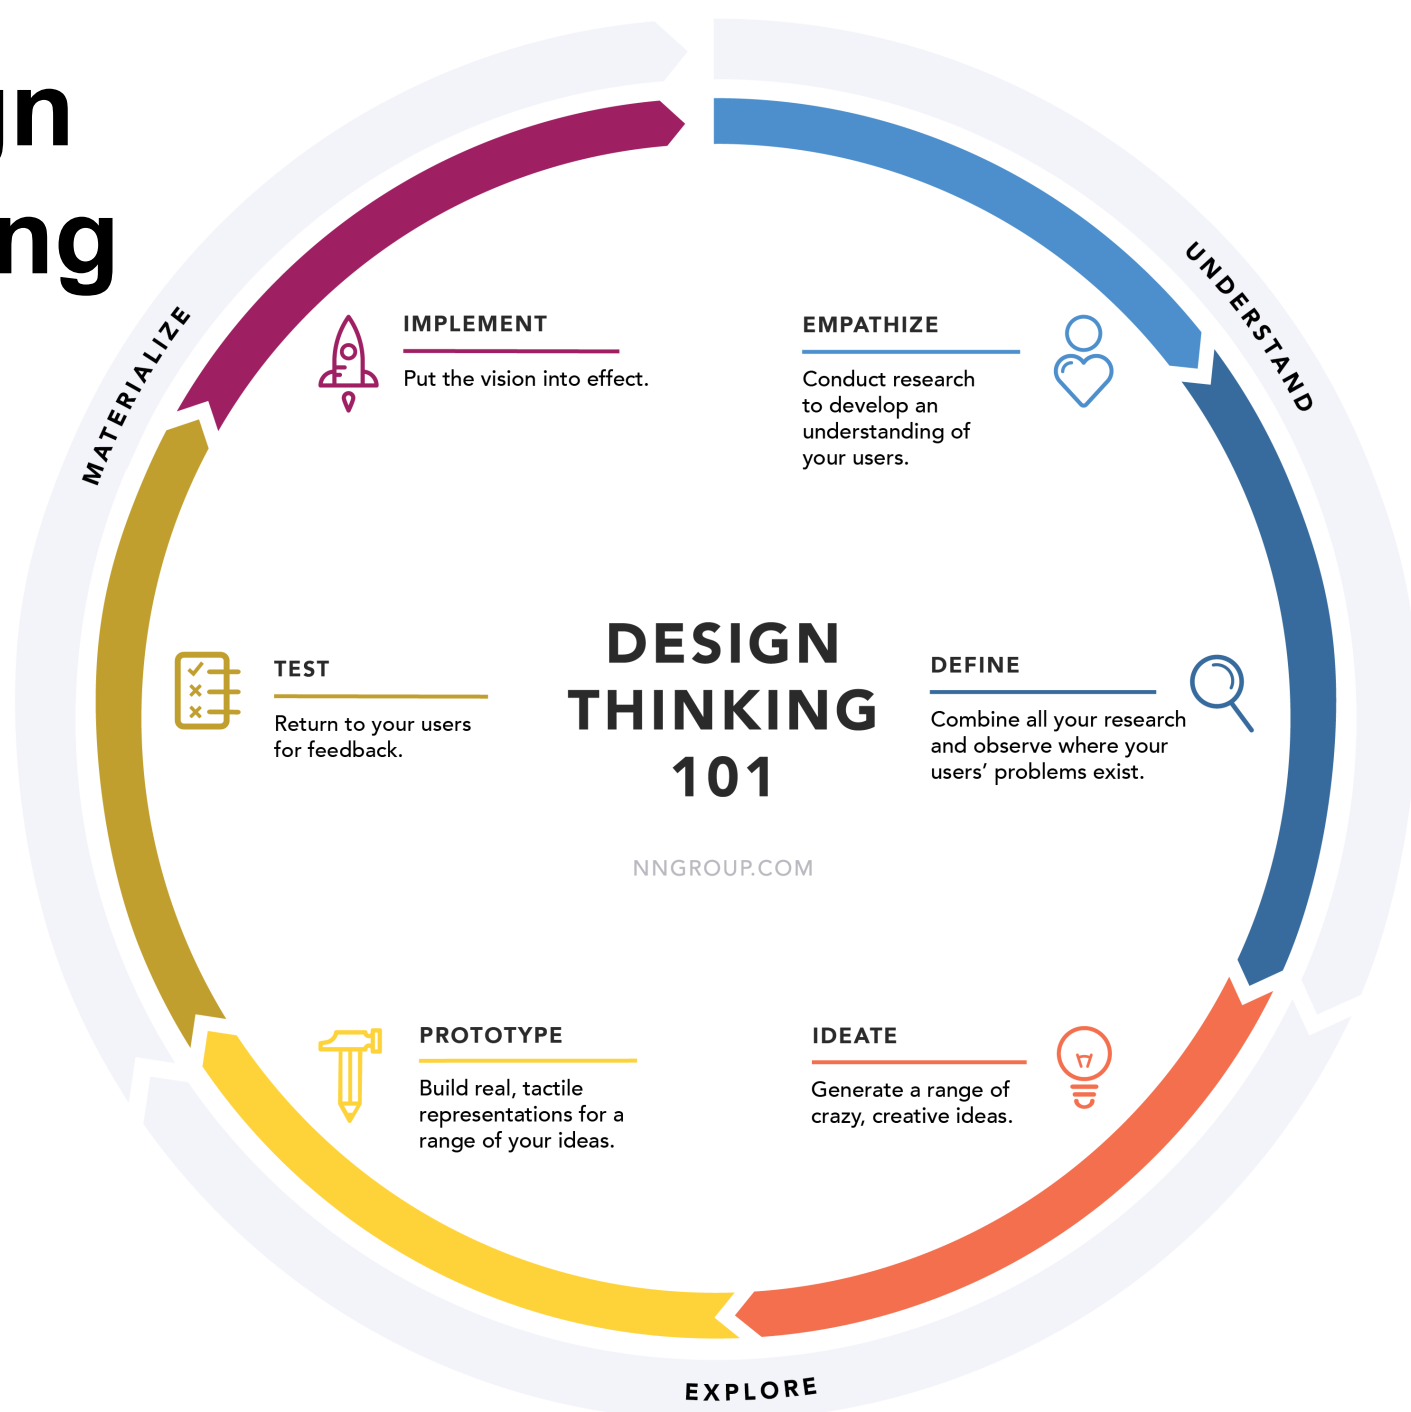 gn
ng
UNDERSTAND
EMPATHIZE
Conduct research
to develop an
understanding of
your users.
DEFINE
Combine all your research
and observe where your
users’ problems exist.
EXPLORE
IDEATE
Generate a range of
crazy, creative ideas.
PROTOTYPE
Build real, tactile
representations for a
range of your ideas.
MATERIALIZE
TEST
Return to your users
for feedback.
IMPLEMENT
Put the vision into effect.
DESIGN
THINKING
101
NNGROUP.COM